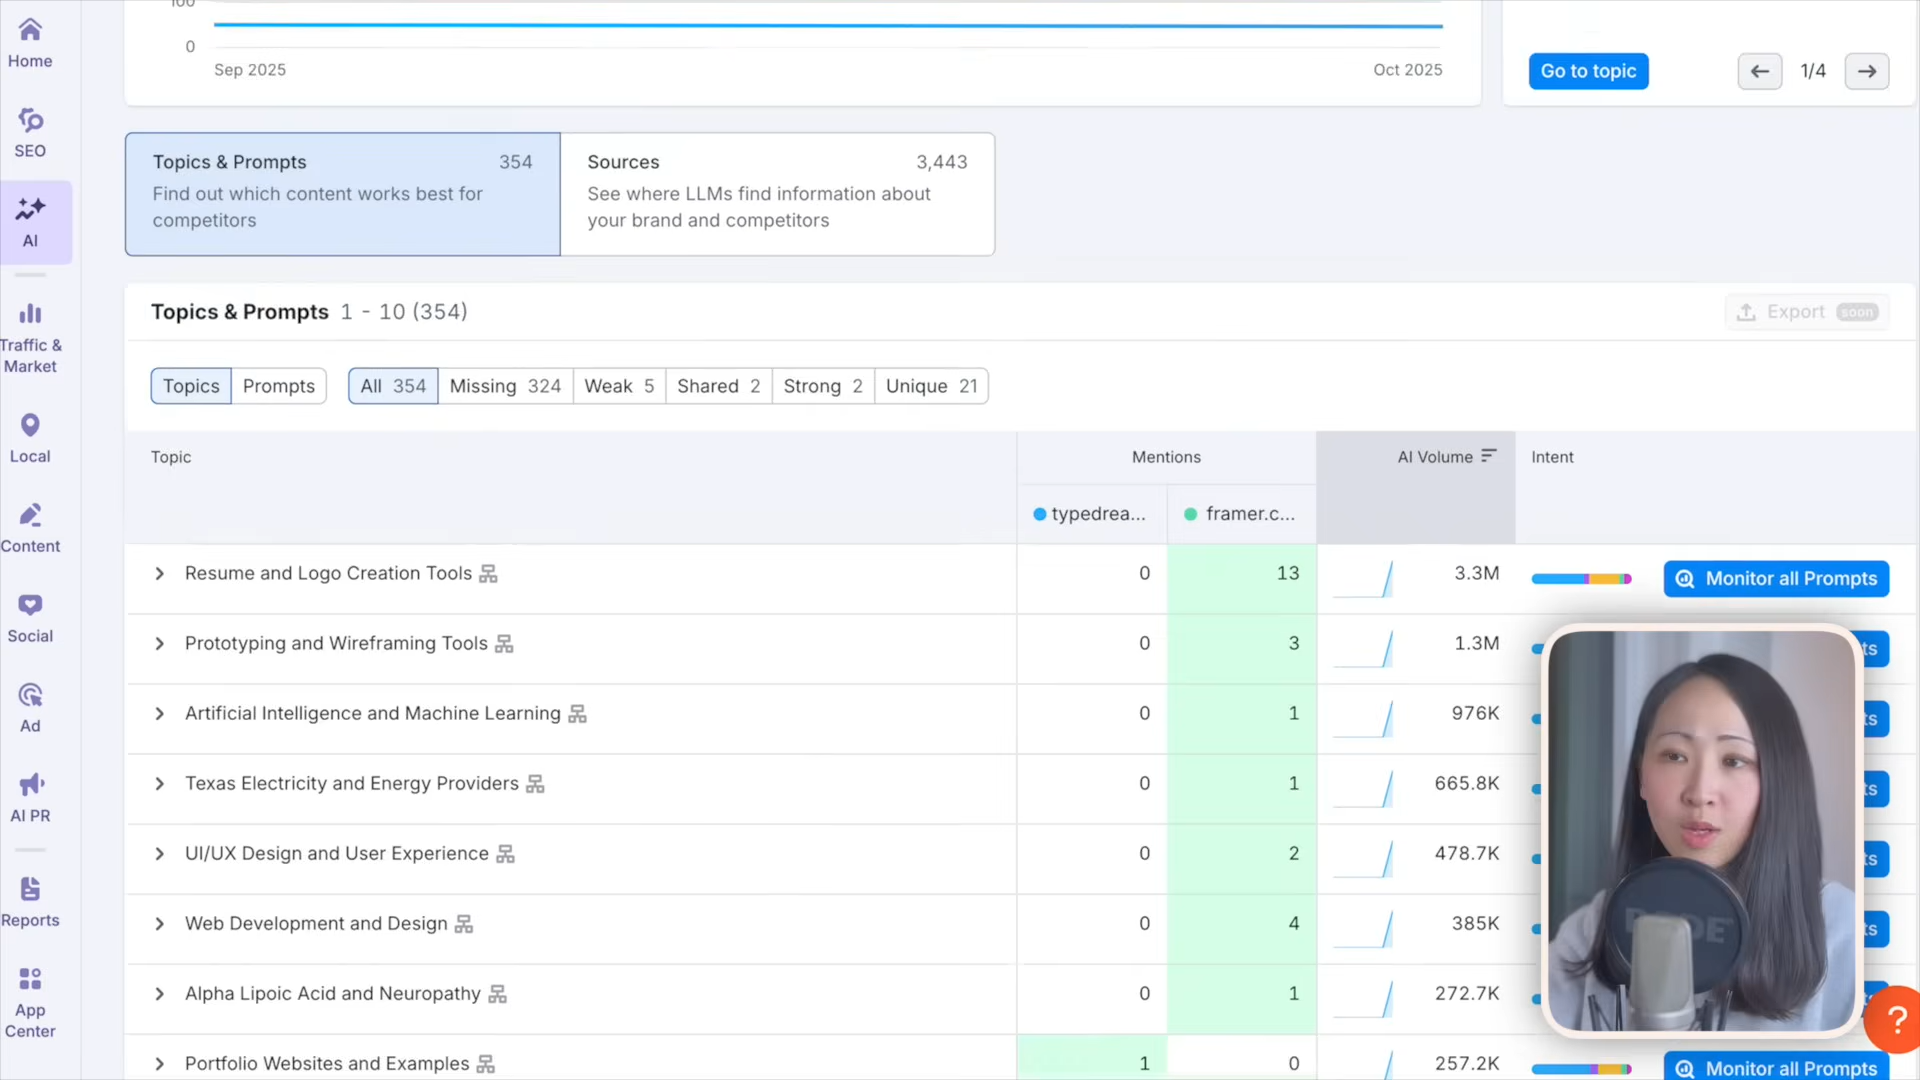 100
0
Sep 2025
Oct 2025
Go to topic
1/4
Home
SEO
AI
Traffic &
Market
Local
Content
Social
Ad
AI PR
Reports
App
Center
Topics & Prompts 354
Find out which content works best for
competitors
Sources 3,443
See where LLMs find information about
your brand and competitors
Topics & Prompts 1 - 10 (354)
Export soon
Topics Prompts All 354 Missing 324 Weak 5 Shared 2 Strong 2 Unique 21
Topic Mentions AI Volume Intent
typedrea... framer.c...
Resume and Logo Creation Tools 0 13 3.3M Monitor all Prompts
Prototyping and Wireframing Tools 0 3 1.3M ts
Artificial Intelligence and Machine Learning 0 1 976K ts
Texas Electricity and Energy Providers 0 1 665.8K ts
UI/UX Design and User Experience 0 2 478.7K ts
Web Development and Design 0 4 385K ts
Alpha Lipoic Acid and Neuropathy 0 1 272.7K
Portfolio Websites and Examples 1 0 257.2K Monitor all Prompts
RODE
?